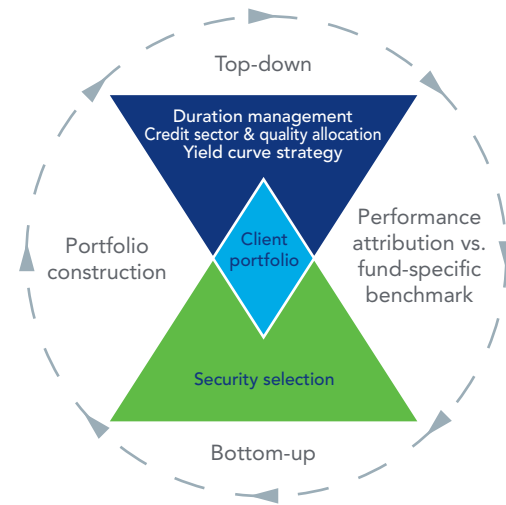 Top-down
Duration management
Credit sector & quality allocation
Yield curve strategy
Client
portfolio
Portfolio
construction
Performance
attribution vs.
fund-specific
benchmark
Security selection
Bottom-up